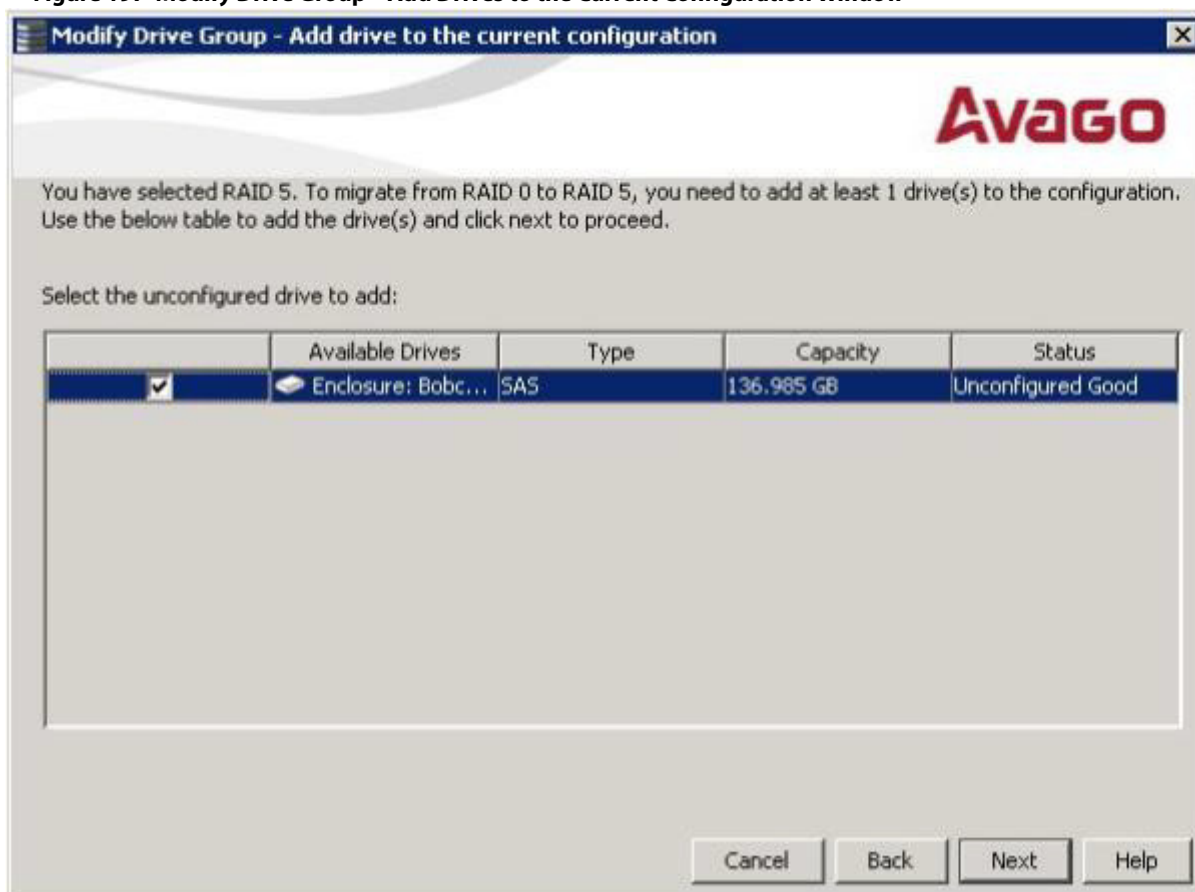 Modify Drive Group - Add drive to the current configuration
AVAGO
You have selected RAID 5. To migrate from RAID 0 to RAID 5, you need to add at least 1 drive(s) to the configuration.
Use the below table to add the drive(s) and click next to proceed.
Select the unconfigured drive to add:
Available Drives Type Capacity Status
Enclosure: Bobc... SAS 136.985 GB Unconfigured Good
Cancel Back Next Help